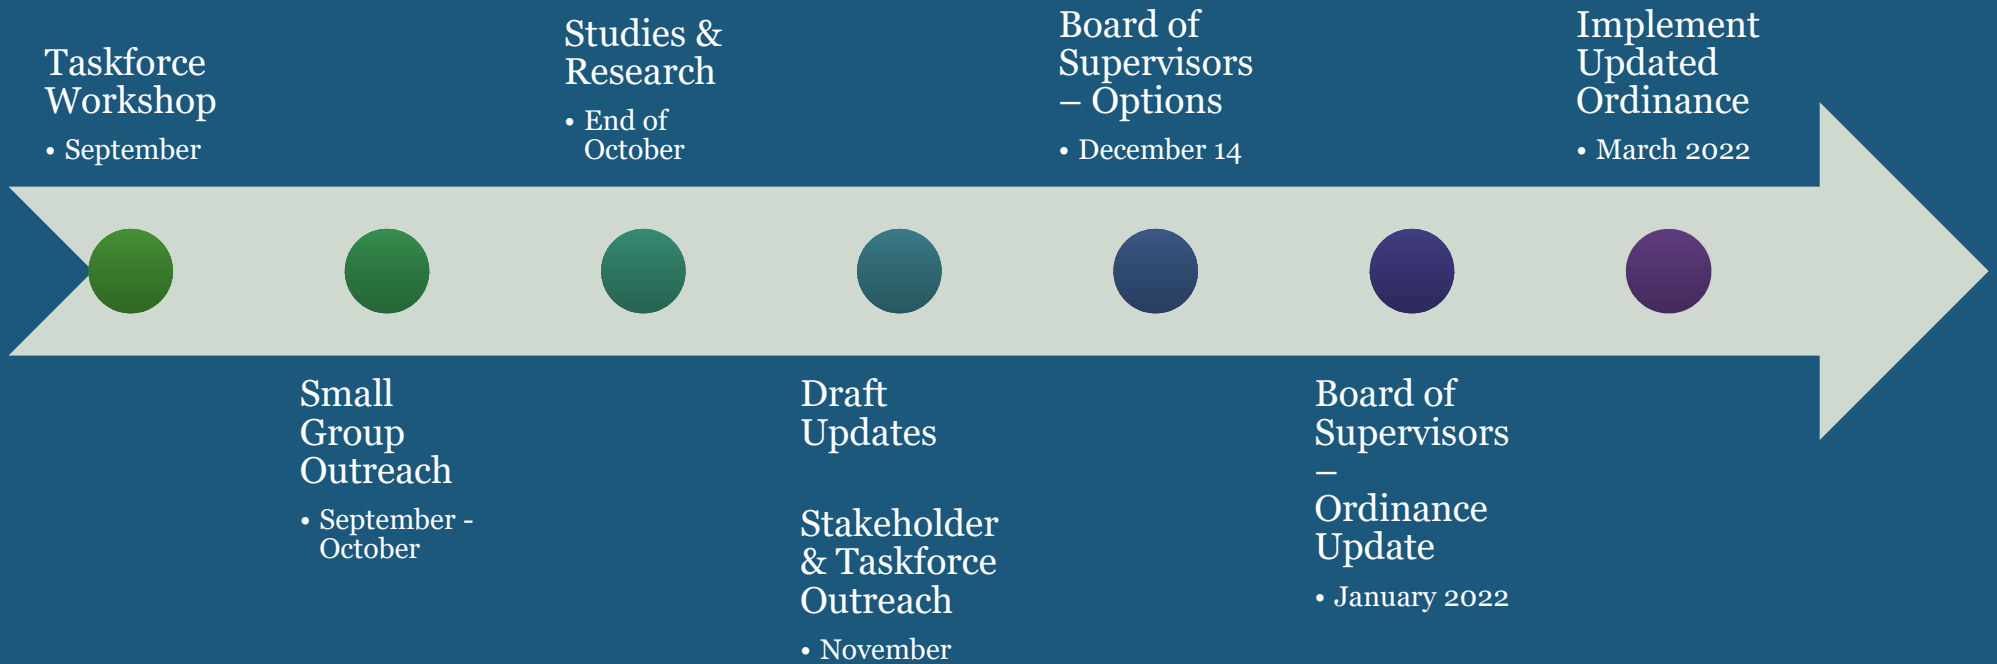 Taskforce
Workshop
• September
Small
Group
Outreach
• September -
October
Studies &
Research
• End of
October
Draft
Updates
Stakeholder
& Taskforce
Outreach
• November
Board of
Supervisors
– Options
• December 14
Board of
Supervisors
–
Ordinance
Update
• January 2022
Implement
Updated
Ordinance
• March 2022